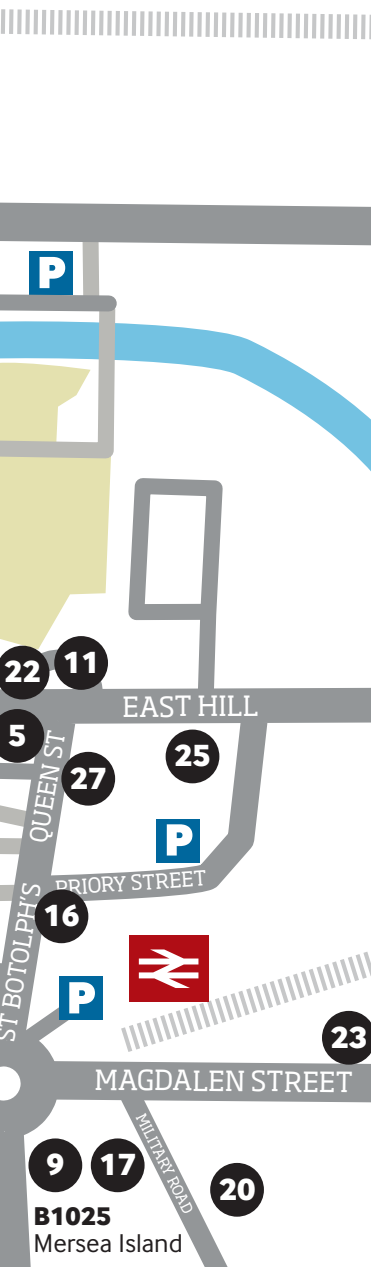 P
22
11
EAST HILL
5
QUEEN ST
25
27
P
PRIORY STREET
16
ST BOTOLPH'S
P
23
MAGDALEN STREET
MILITARY ROAD
9
17
20
B1025
Mersea Island